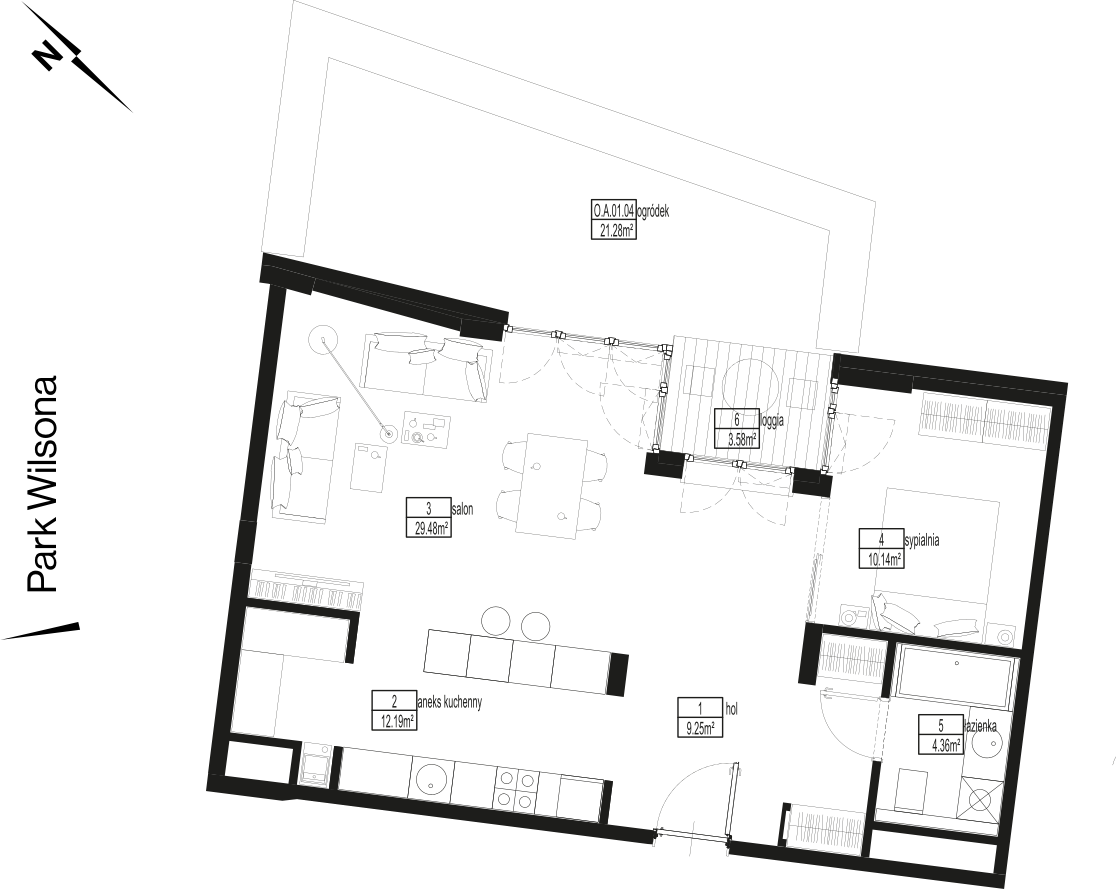 N
Park Wilsona
O.A.01.04 ogródek
21.28m²
6 loggia
3.58m²
3 salon
29.48m²
4 sypialnia
10.14m²
2 aneks kuchenny
12.19m²
1 hol
9.25m²
5 łazienka
4.36m²